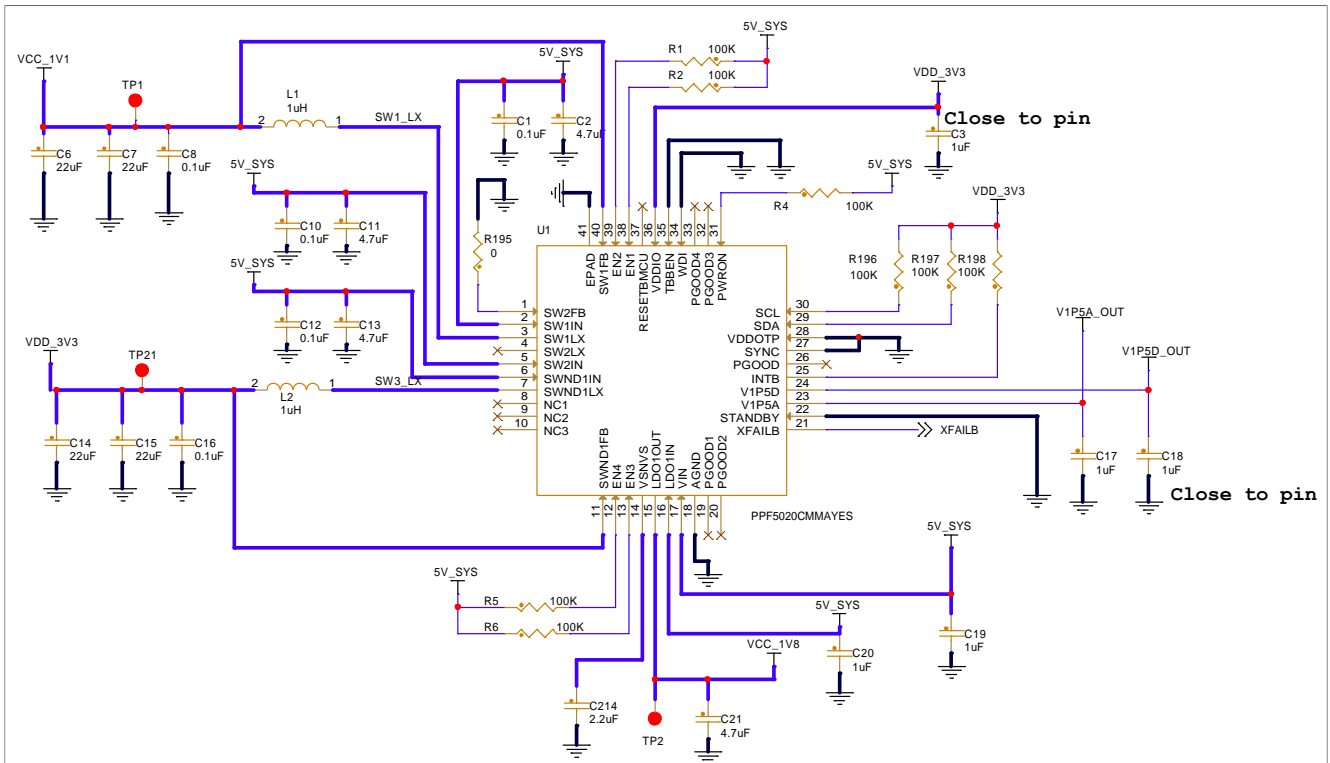 5V_SYS
R1 100K
R2 100K
VCC_1V1
TP1
L1
1uH
2 1
SW1_LX
5V_SYS
C1
0.1uF
C2
4.7uF
VDD_3V3
Close to pin
C3
1uF
C6
22uF
C7
22uF
C8
0.1uF
5V_SYS
C10
0.1uF
C11
4.7uF
5V_SYS
R4
100K
VDD_3V3
R195
0
U1
41
40
39
38
37
36
35
34
33
32
31
EPAD
SW1FB
EN2
EN1
RESETBMCU
VDDIO
TBBEN
WDI
PGOOD4
PGOOD3
PWRON
R196
100K
R197
100K
R198
100K
5V_SYS
C12
0.1uF
C13
4.7uF
1 SW2FB
2 SW1IN
3 SW1LX
4 SW2LX
5 SW2IN
6 SWND1IN
7 SWND1LX
8 NC1
9 NC2
10 NC3
SCL 30
SDA 29
VDDOTP 28
SYNC 27
PGOOD 26
INTB 25
V1P5D 24
V1P5A 23
STANDBY 22
XFAILB 21
XFAILB
V1P5A_OUT
V1P5D_OUT
VDD_3V3
TP21
2 1
L2
1uH
SW3_LX
C14
22uF
C15
22uF
C16
0.1uF
C17
1uF
C18
1uF
Close to pin
SWND1FB
EN4
EN3
VSNVS
LDO1OUT
LDO1IN
VIN
AGND
PGOOD1
PGOOD2
11
12
13
14
15
16
17
18
19
20
PPF5020CMMAYES
5V_SYS
R5 100K
R6 100K
5V_SYS
C19
1uF
5V_SYS
C20
1uF
VCC_1V8
C214
2.2uF
TP2
C21
4.7uF